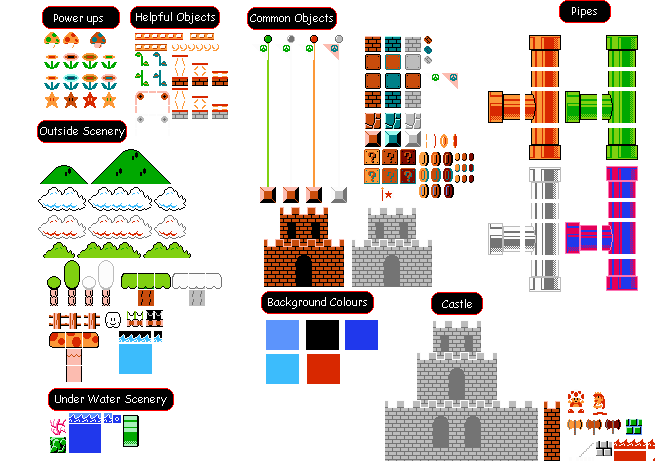 Power ups
Helpful Objects
Common Objects
Pipes
Outside Scenery
Background Colours
Castle
Under Water Scenery